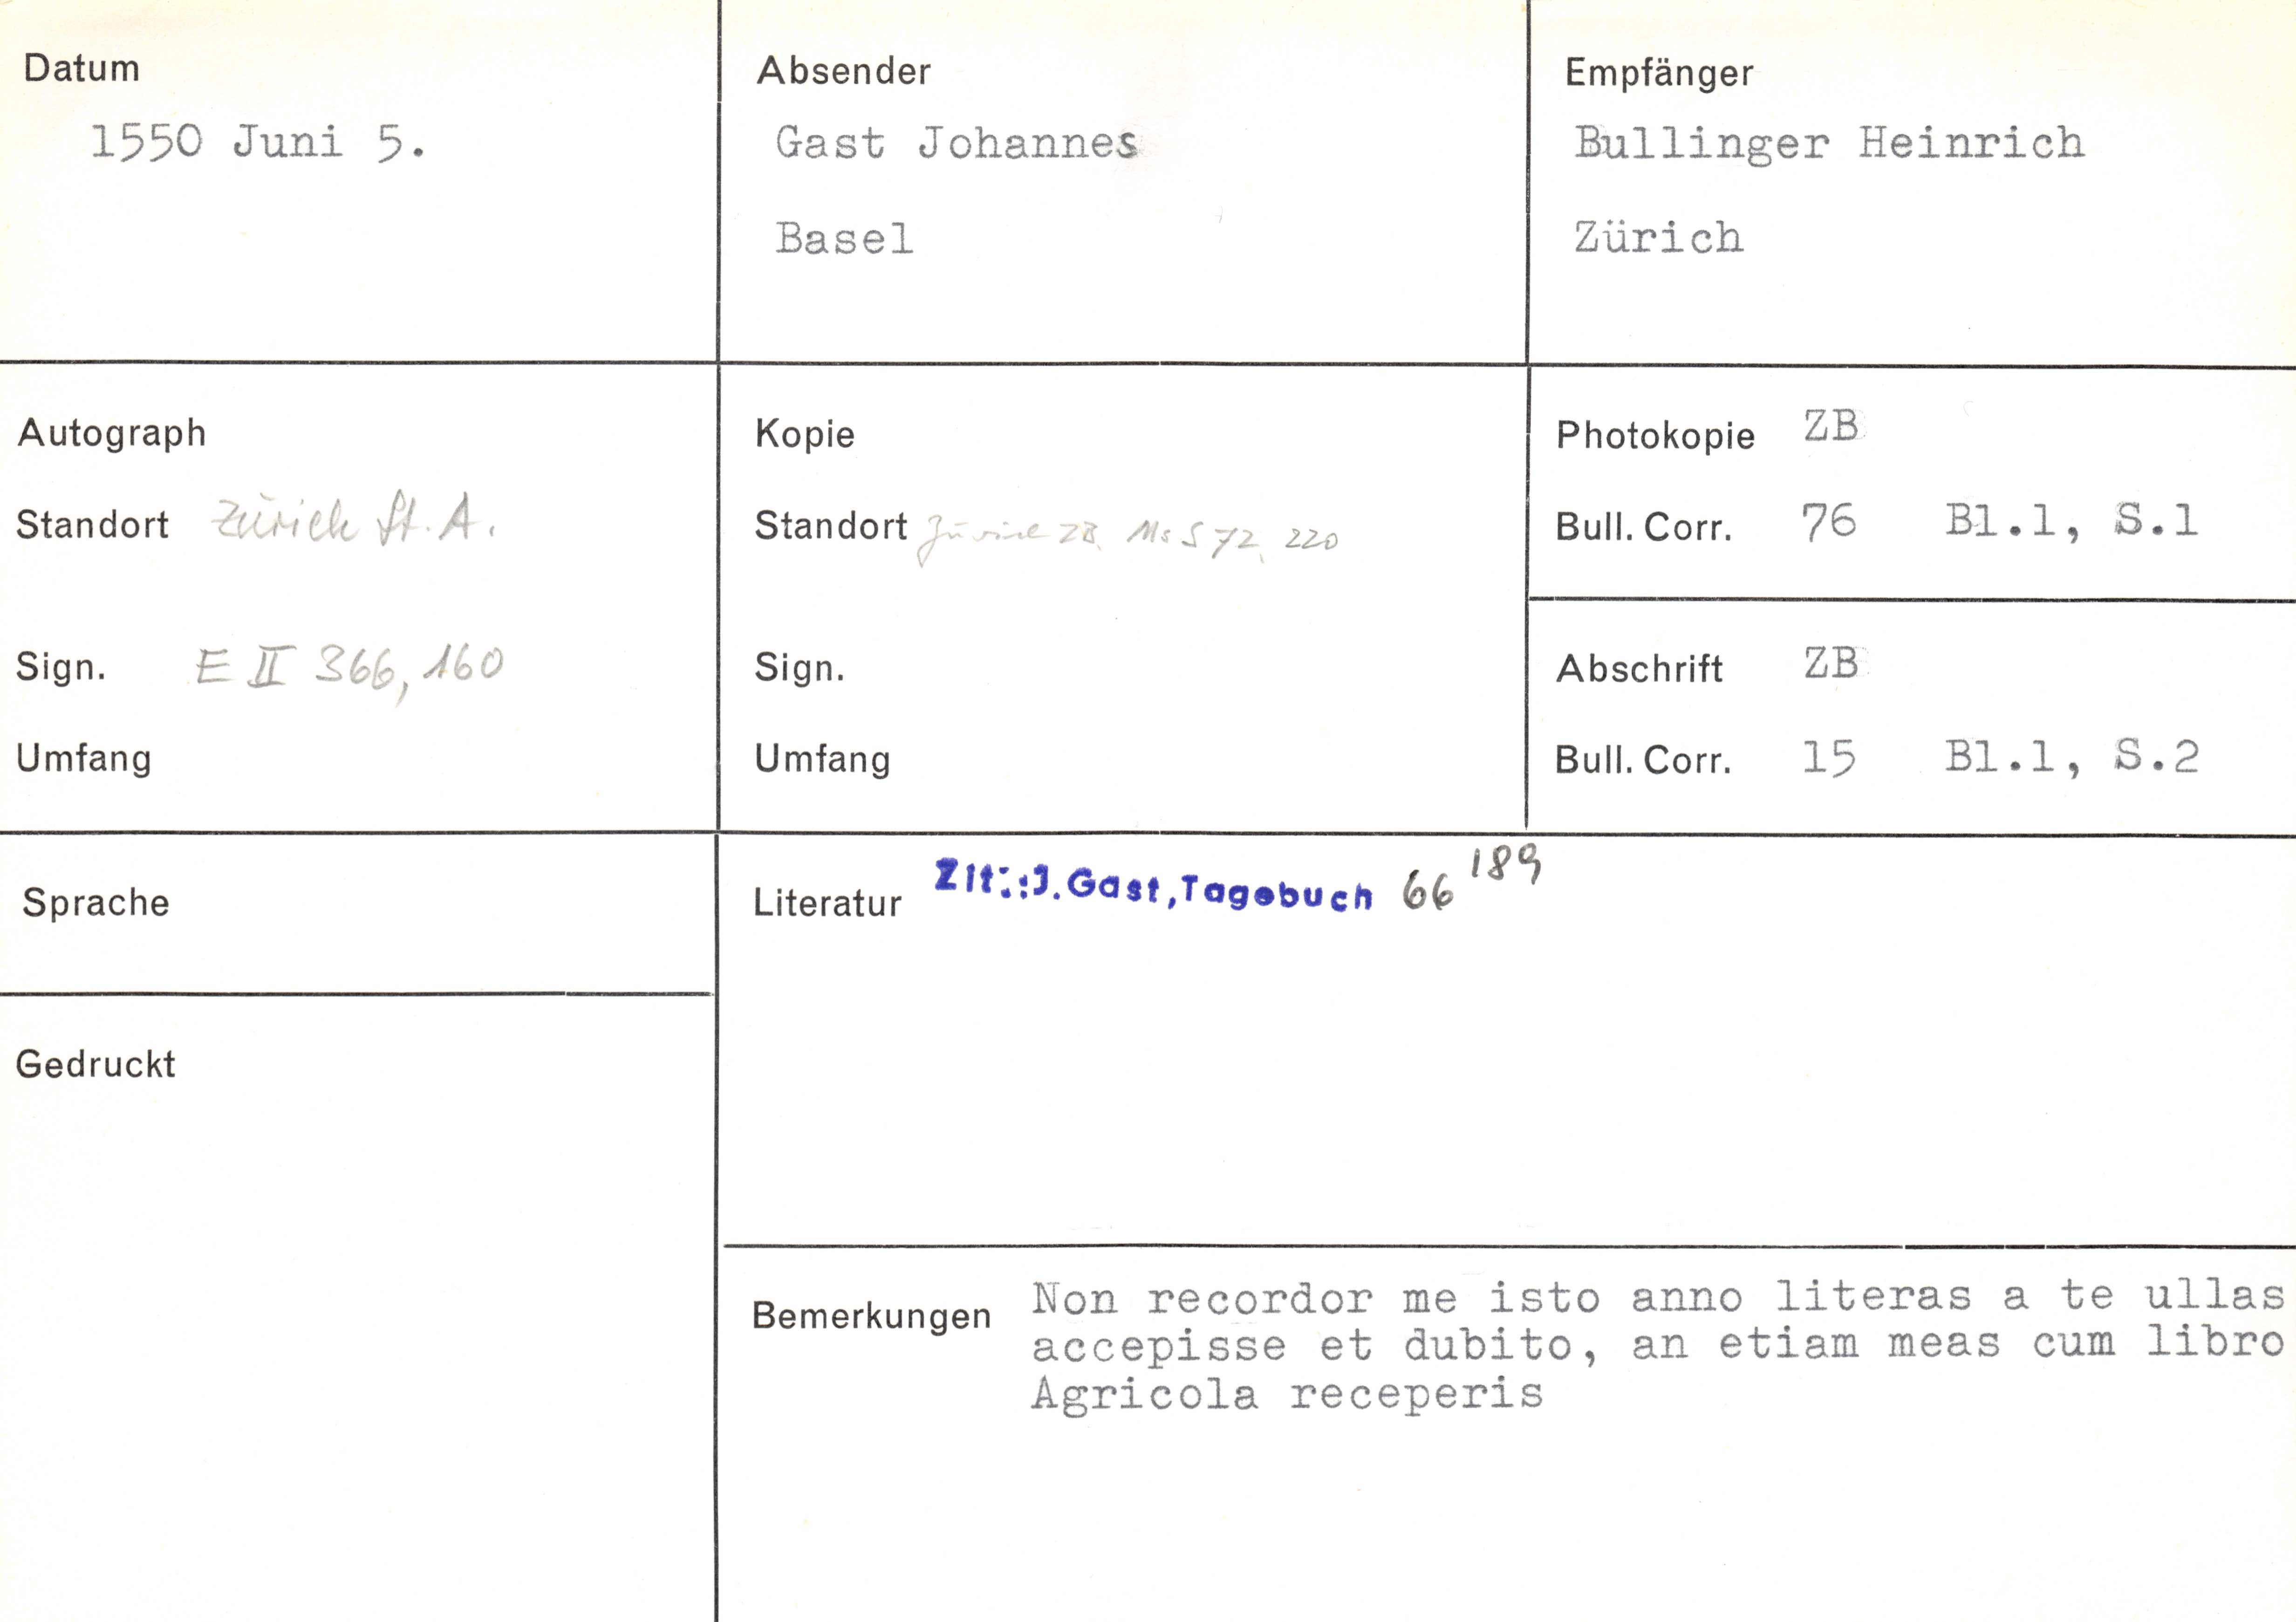 Datum
1550 Juni 5.
Absender
Gast Johannes
Basel
Empfänger
Bullinger Heinrich
Zürich
Autograph
Standort Zürich St. A.
Sign. E II 366, 160
Umfang
Kopie
Standort Zürich ZB, Ms S 72, 220
Sign.
Umfang
Photokopie ZB
Bull. Corr. 76 Bl.1, S.1
Abschrift ZB
Bull. Corr. 15 Bl.1, S.2
Sprache
Gedruckt
Literatur Zit.:J.Gast,Tagebuch 66 189
Bemerkungen Non recordor me isto anno literas a te ullas
accepisse et dubito, an etiam meas cum libro
Agricola receperis